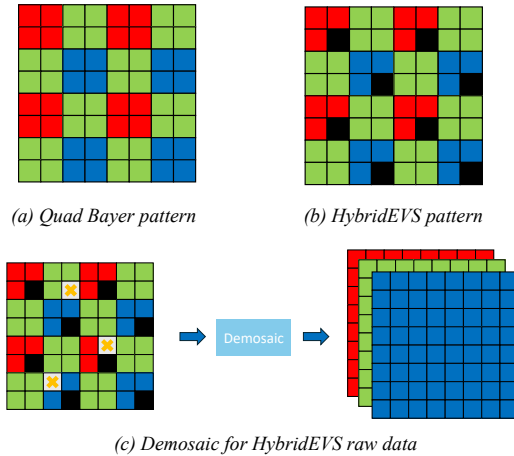 (a) Quad Bayer pattern
(b) HybridEVS pattern
Demosaic
(c) Demosaic for HybridEVS raw data